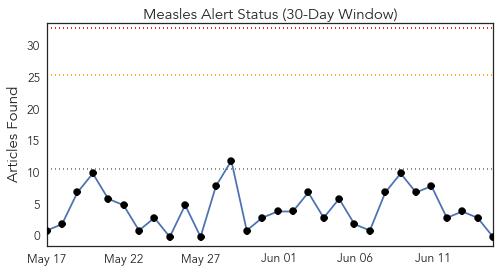 Measles Alert Status (30-Day Window)
Articles Found
30
25
20
15
10
5
0
May 17
May 22
May 27
Jun 01
Jun 06
Jun 11